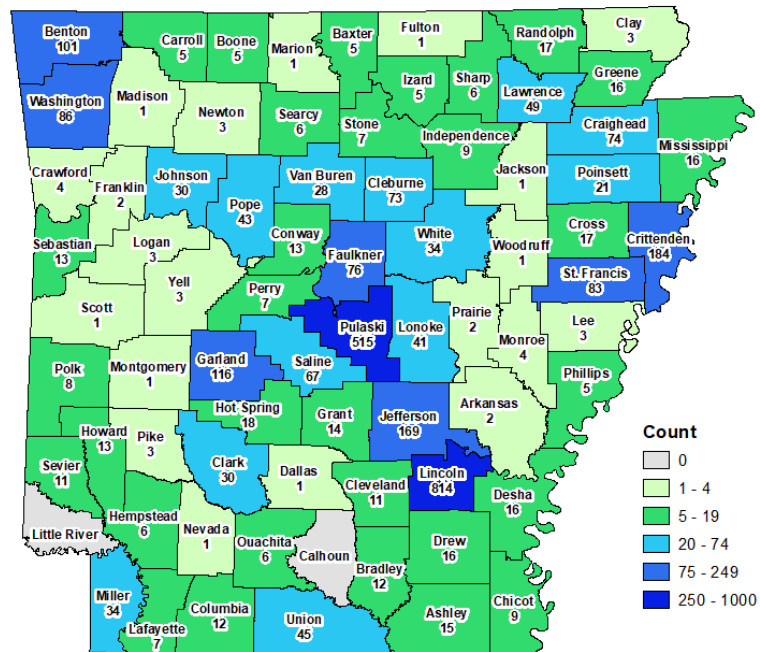 Benton
101
Carroll
5
Boone
5
Marion
1
Baxter
5
Fulton
1
Randolph
17
Clay
3
Washington
86
Madison
1
Newton
3
Searcy
6
Stone
7
Izard
5
Sharp
6
Lawrence
49
Greene
16
Independence
9
Craighead
74
Mississippi
16
Crawford
4
Franklin
2
Johnson
30
Pope
43
Van Buren
28
Cleburne
73
Jackson
1
Poinsett
21
Sebastian
13
Logan
3
Conway
13
Faulkner
76
White
34
Woodruff
1
Cross
17
Crittenden
184
St. Francis
83
Scott
1
Yell
3
Perry
7
Pulaski
515
Lonoke
41
Prairie
2
Monroe
4
Lee
3
Polk
8
Montgomery
1
Garland
116
Saline
67
Phillips
5
Hot Spring
18
Grant
14
Jefferson
169
Arkansas
2
Howard
13
Pike
3
Sevier
11
Clark
30
Dallas
1
Cleveland
11
Lincoln
814
Desha
16
Little River
Hempstead
6
Nevada
1
Ouachita
6
Calhoun
Bradley
12
Drew
16
Miller
34
Lafayette
7
Columbia
12
Union
45
Ashley
15
Chicot
9
Count
0
1 - 4
5 - 19
20 - 74
75 - 249
250 - 1000